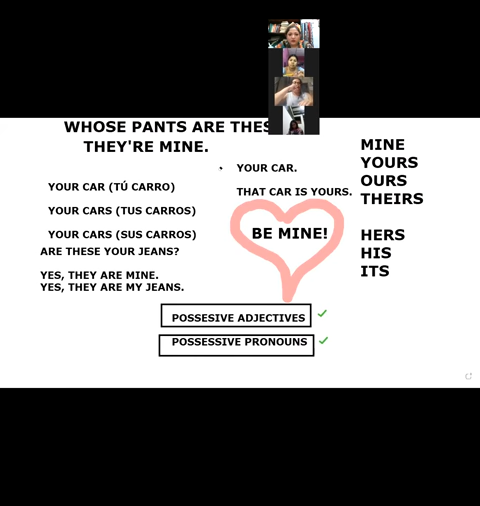 WHOSE PANTS ARE THES
THEY'RE MINE.
YOUR CAR.
YOUR CAR (TÚ CARRO)
THAT CAR IS YOURS.
YOUR CARS (TUS CARROS)
YOUR CARS (SUS CARROS)
BE MINE!
ARE THESE YOUR JEANS?
YES, THEY ARE MINE.
YES, THEY ARE MY JEANS.
MINE
YOURS
OURS
THEIRS
HERS
HIS
ITS
POSSESIVE ADJECTIVES
POSSESSIVE PRONOUNS